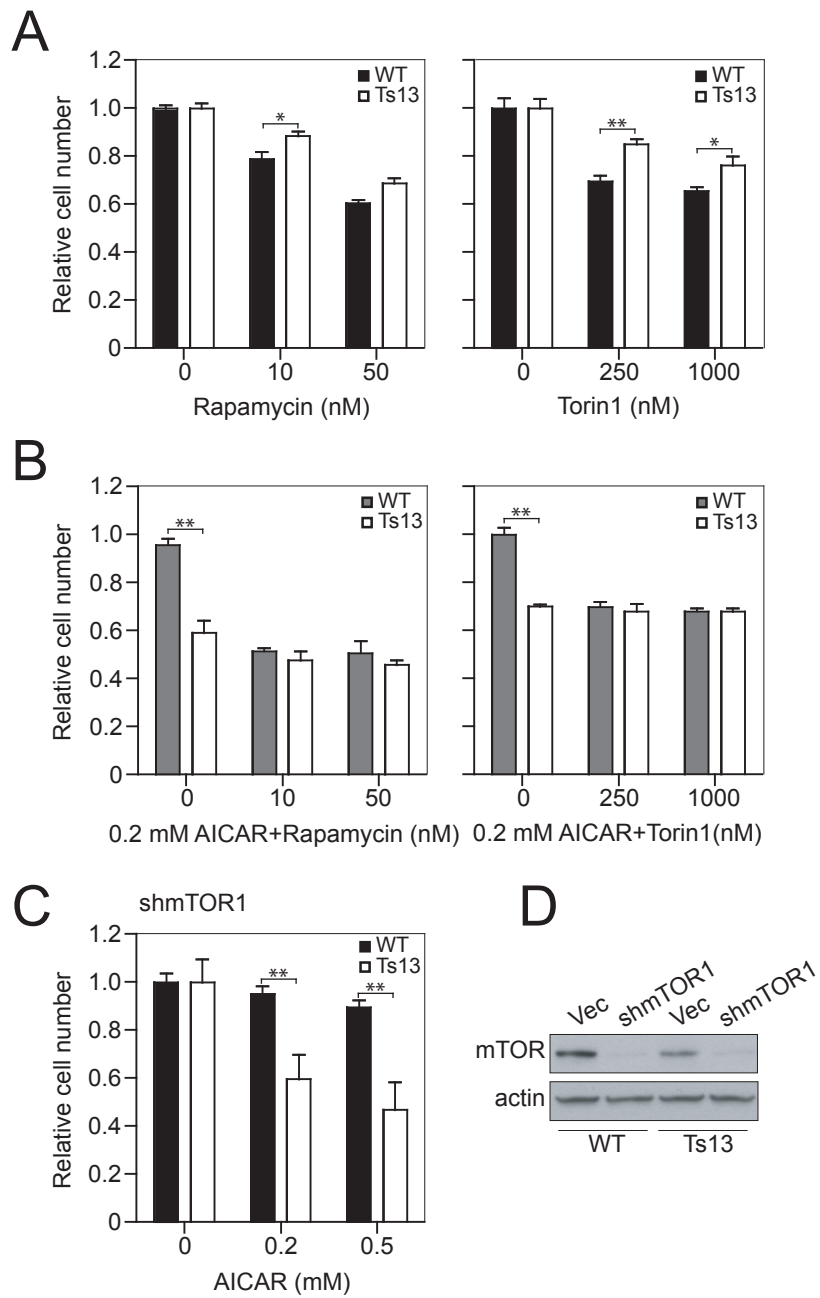 A
1.2
1.0
0.8
0.6
0.4
0.2
0
Relative cell number
WT
Ts13
*
0 10 50
Rapamycin (nM)
WT
Ts13
**
*
0 250 1000
Torin1 (nM)
B
1.2
1.0
0.8
0.6
0.4
0.2
0
Relative cell number
WT
Ts13
**
0 10 50
0.2 mM AICAR+Rapamycin (nM)
WT
Ts13
**
0 250 1000
0.2 mM AICAR+Torin1(nM)
C
shmTOR1
1.2
1.0
0.8
0.6
0.4
0.2
0
Relative cell number
WT
Ts13
**
**
0 0.2 0.5
AICAR (mM)
D
Vec shmTOR1 Vec shmTOR1
mTOR
actin
WT Ts13